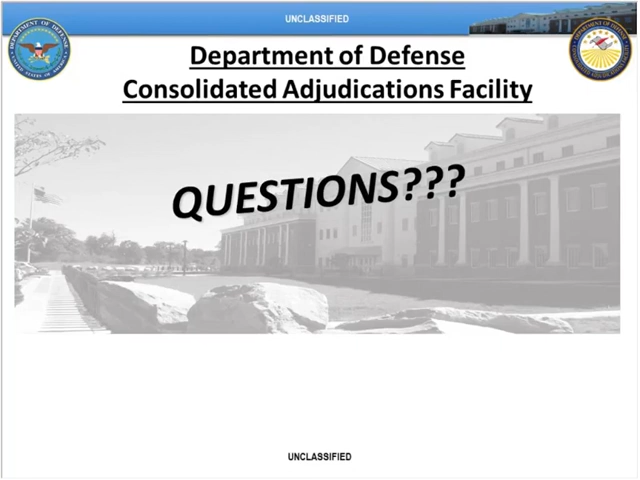 UNCLASSIFIED
Department of Defense
Consolidated Adjudications Facility
QUESTIONS???
UNCLASSIFIED